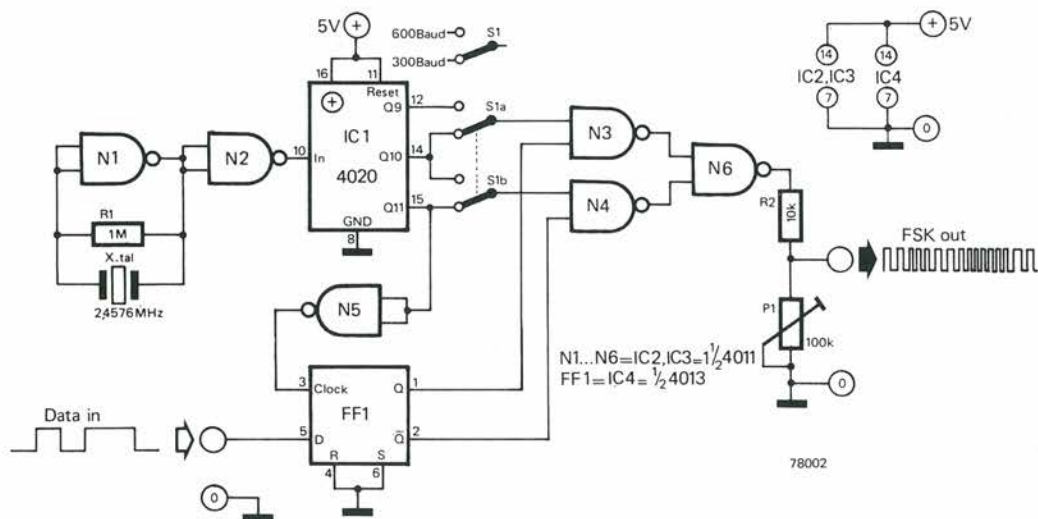 5V
+
600Baud
S1
300Baud
+
5V
14
14
IC2,IC3
IC4
7
7
0
16
11
Reset
+
Q9
12
S1a
N1
N2
10
In
IC1
4020
Q10
14
N3
N6
Q11
15
S1b
N4
GND
8
R1
1M
X.tal
2,4576MHz
R2
10k
FSK out
N5
P1
100k
N1...N6=IC2,IC3=1½4011
FF1=IC4=½4013
0
3
Clock
Q
1
FF1
Data in
5
D
Q̅
2
R
S
4
6
0
78002